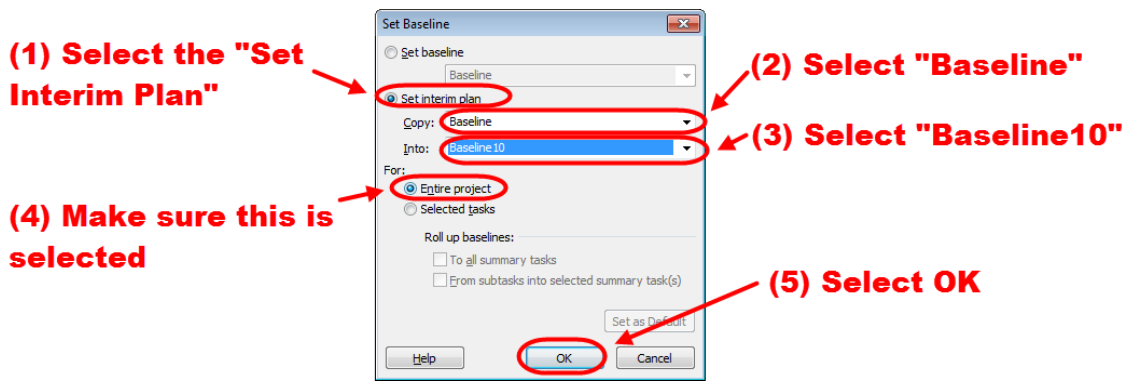 (1) Select the "Set
Interim Plan"
(2) Select "Baseline"
(3) Select "Baseline10"
(4) Make sure this is
selected
(5) Select OK
Set Baseline
Set baseline
Baseline
Set interim plan
Copy: Baseline
Into: Baseline10
For:
Entire project
Selected tasks
Roll up baselines:
To all summary tasks
From subtasks into selected summary task(s)
Set as Default
Help
OK
Cancel